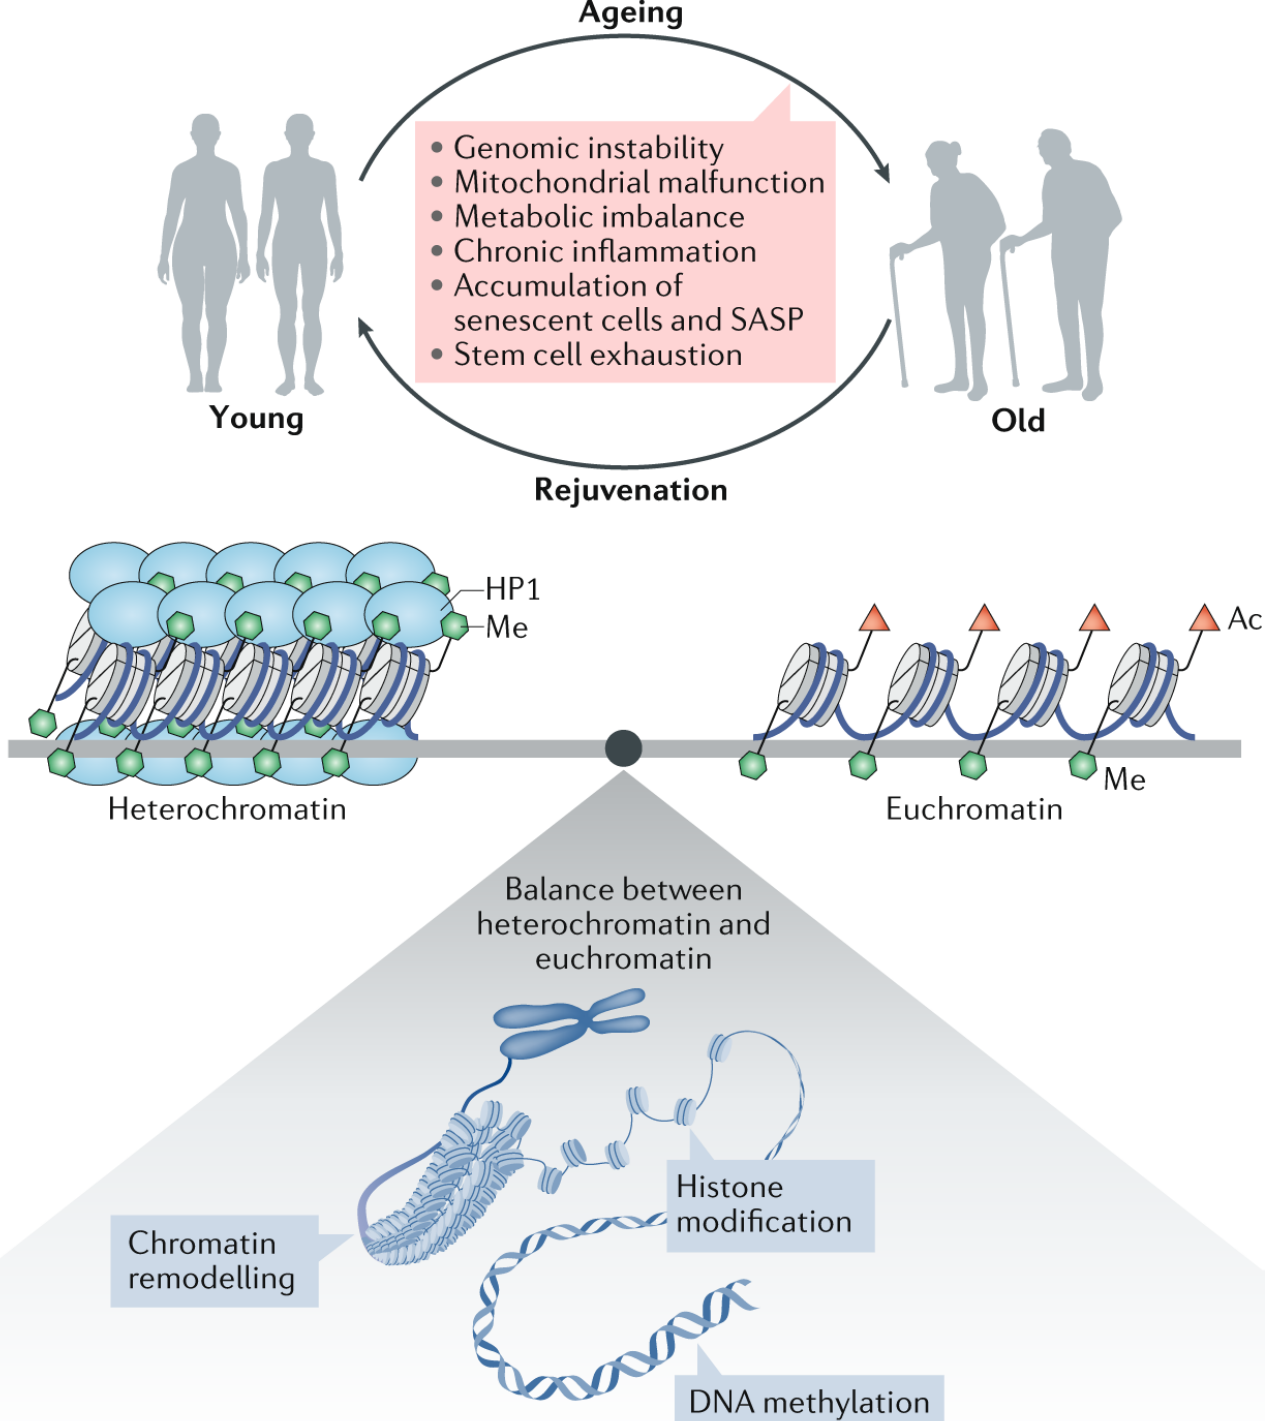 Ageing
• Genomic instability
• Mitochondrial malfunction
• Metabolic imbalance
• Chronic inflammation
• Accumulation of
senescent cells and SASP
• Stem cell exhaustion
Young
Old
Rejuvenation
HP1
Me
Ac
Me
Heterochromatin
Euchromatin
Balance between
heterochromatin and
euchromatin
Histone
modification
Chromatin
remodelling
DNA methylation